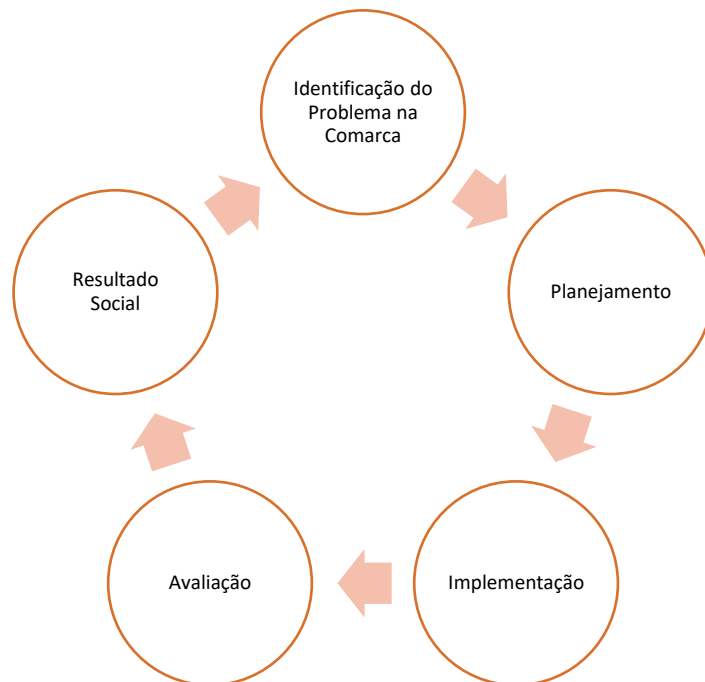 Identificação do
Problema na
Comarca
Planejamento
Implementação
Avaliação
Resultado
Social